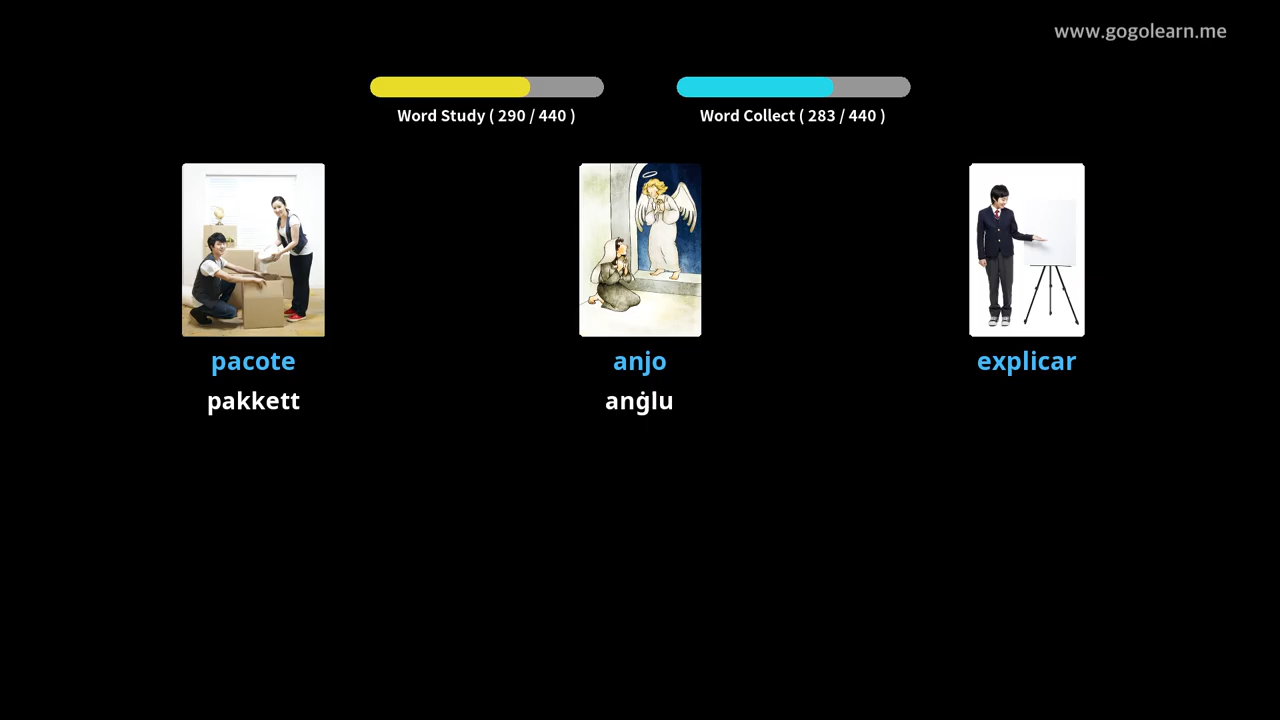 www.gogolearn.me
Word Study ( 290 / 440 )
Word Collect ( 283 / 440 )
pacote
anjo
explicar
pakkett
anġlu